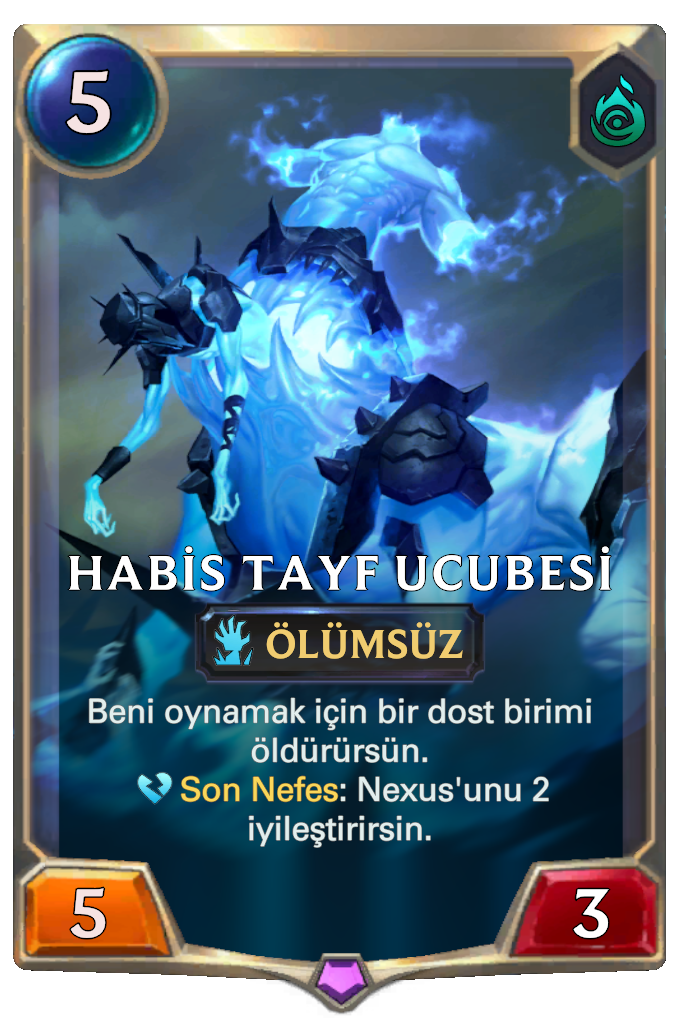 5
HABİS TAYF UCUBESİ
ÖLÜMSÜZ
Beni oynamak için bir dost birimi
öldürürsün.
Son Nefes: Nexus'unu 2
iyileştirirsin.
5
3